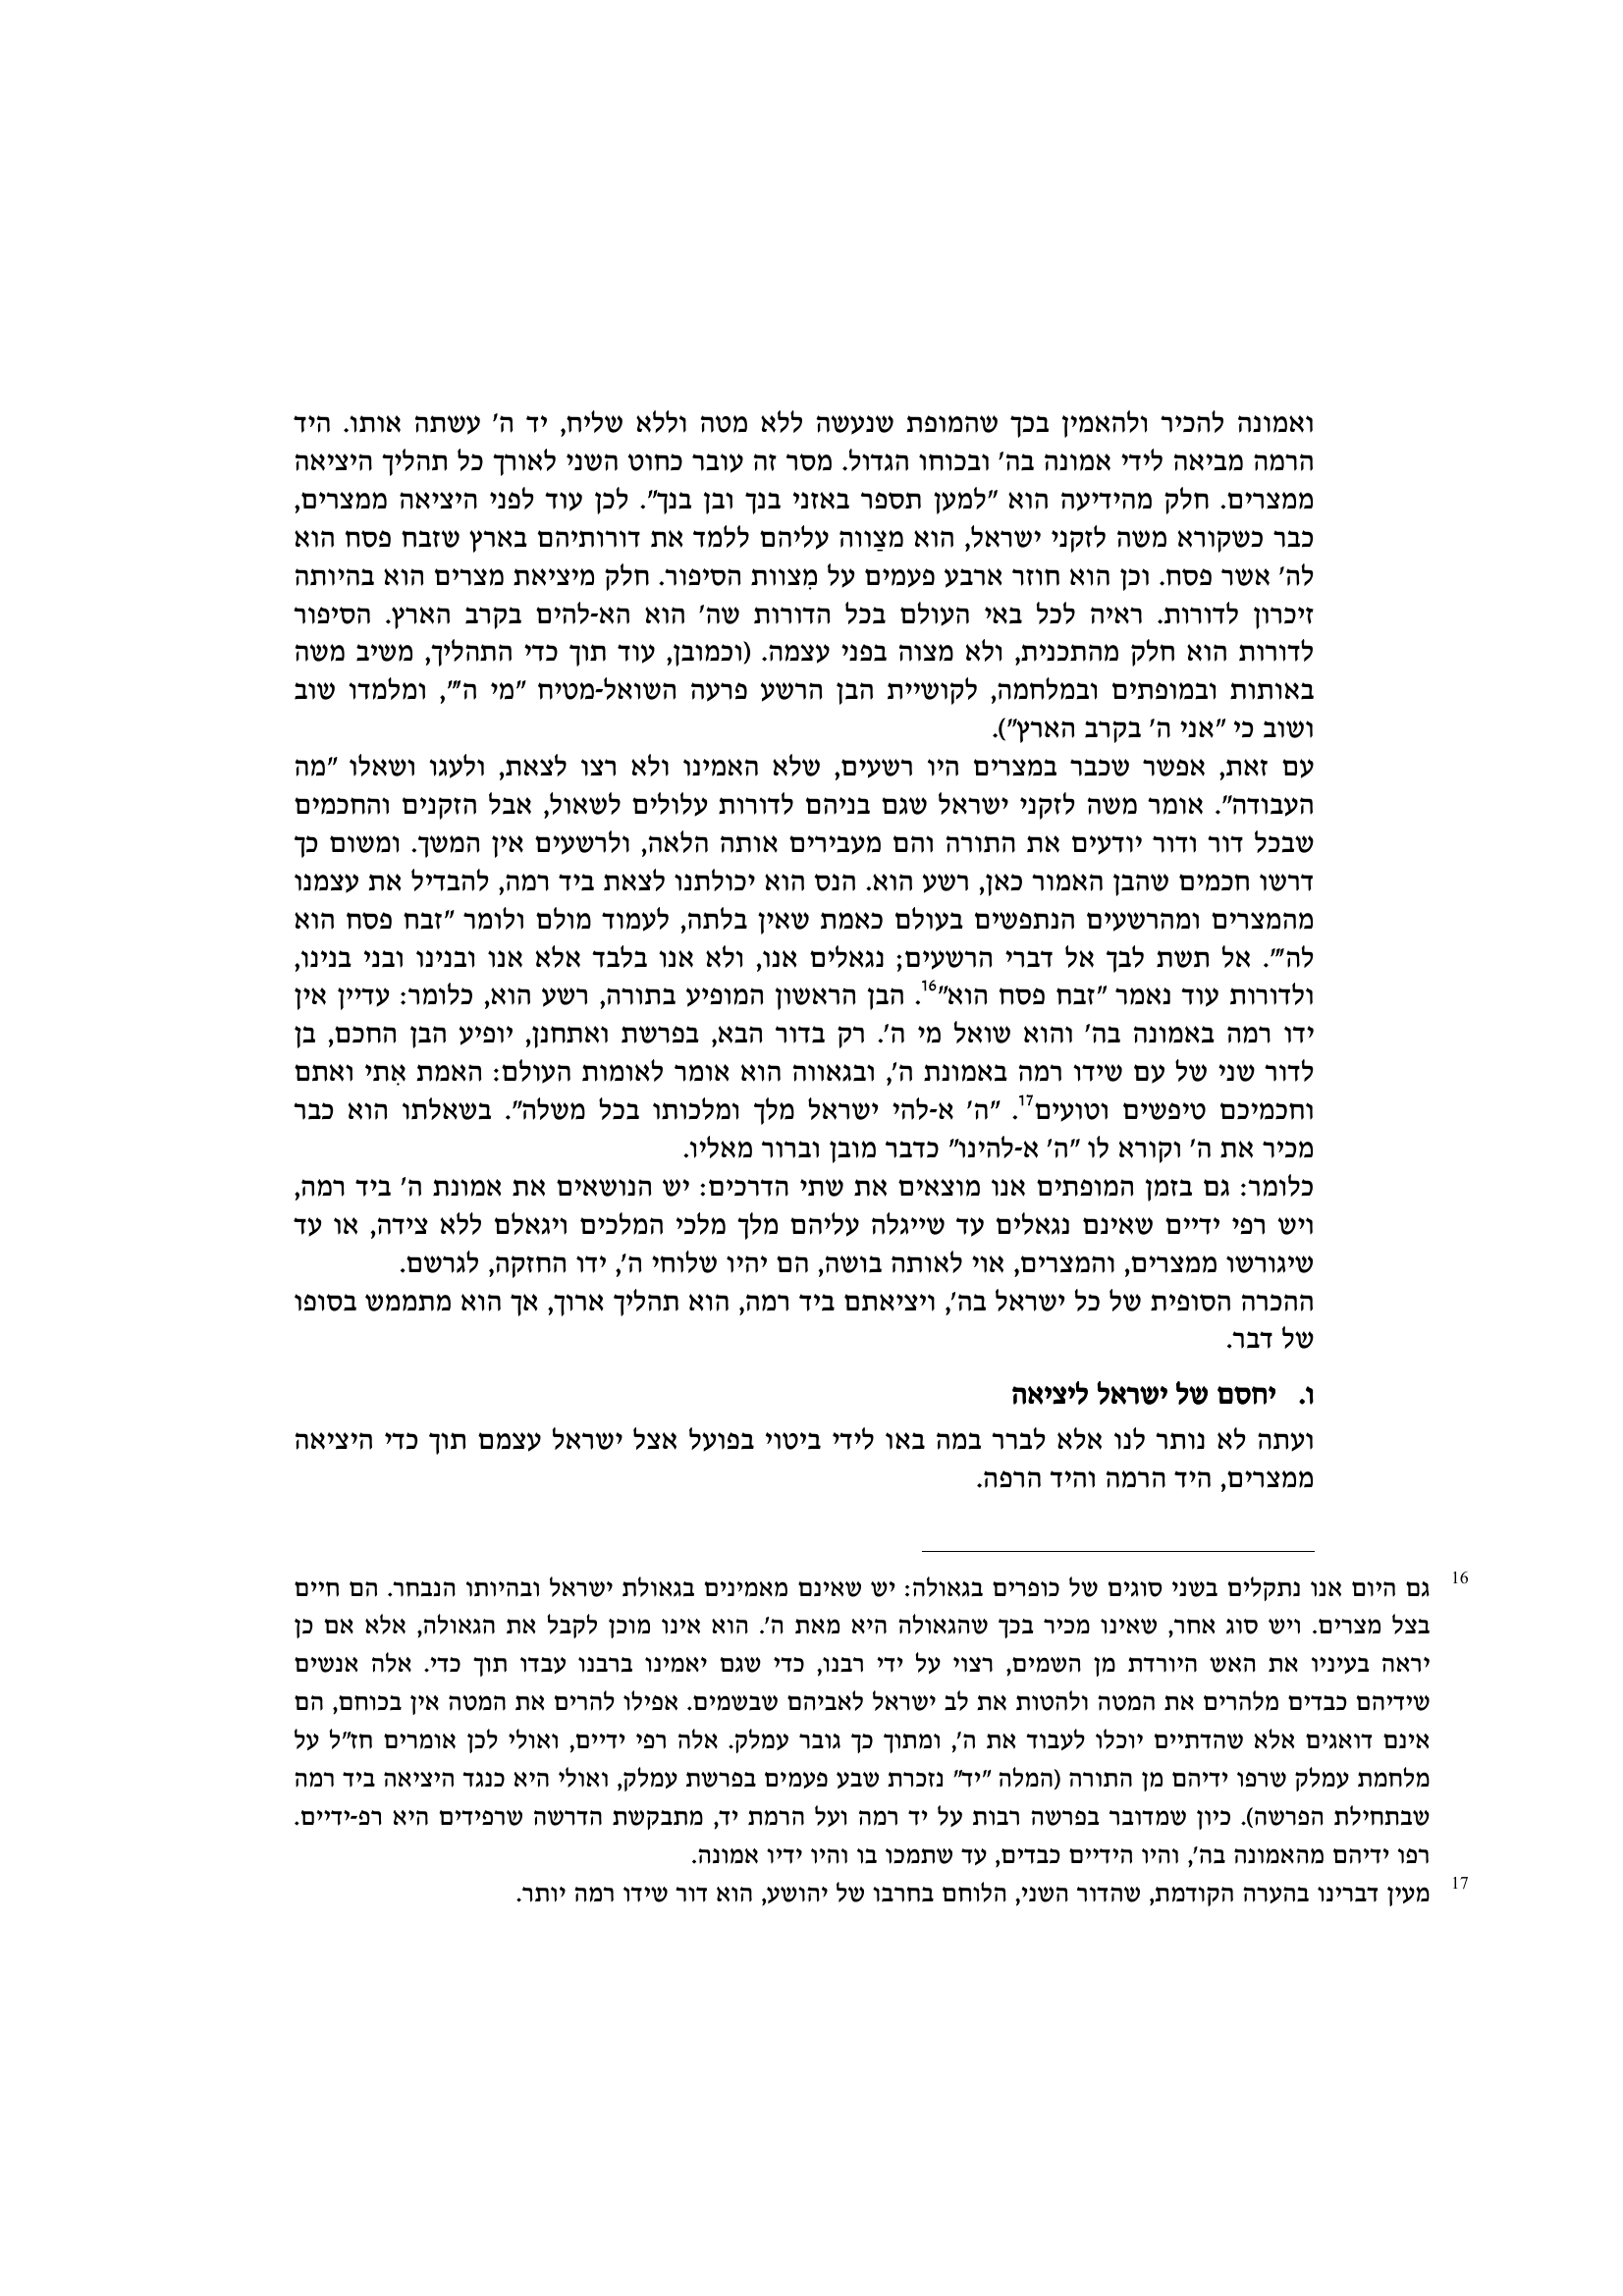 ואמונה להכיר ולהאמין בכך שהמופת שנעשה ללא מטה וללא שליח, יד ה' עשתה אותו. היד
הרמה מביאה לידי אמונה בה' ובכוחו הגדול. מסר זה עובר כחוט השני לאורך כל תהליך היציאה
ממצרים. חלק מהידיעה הוא "למען תספר באזני בנך ובן בנך". לכן עוד לפני היציאה ממצרים,
כבר כשקורא משה לזקני ישראל, הוא מצַווה עליהם ללמד את דורותיהם בארץ שזבח פסח הוא
לה' אשר פסח. וכן הוא חוזר ארבע פעמים על מִצוות הסיפור. חלק מיציאת מצרים הוא בהיותה
זיכרון לדורות. ראיה לכל באי העולם בכל הדורות שה' הוא הא-להים בקרב הארץ. הסיפור
לדורות הוא חלק מהתכנית, ולא מצוה בפני עצמה. (וכמובן, עוד תוך כדי התהליך, משיב משה
באותות ובמופתים ובמלחמה, לקושיית הבן הרשע פרעה השואל-מטיח "מי ה'", ומלמדו שוב
ושוב כי "אני ה' בקרב הארץ").
עם זאת, אפשר שכבר במצרים היו רשעים, שלא האמינו ולא רצו לצאת, ולעגו ושאלו "מה
העבודה". אומר משה לזקני ישראל שגם בניהם לדורות עלולים לשאול, אבל הזקנים והחכמים
שבכל דור ודור יודעים את התורה והם מעבירים אותה הלאה, ולרשעים אין המשך. ומשום כך
דרשו חכמים שהבן האמור כאן, רשע הוא. הנס הוא יכולתנו לצאת ביד רמה, להבדיל את עצמנו
מהמצרים ומהרשעים הנתפשים בעולם כאמת שאין בלתה, לעמוד מולם ולומר "זבח פסח הוא
לה'". אל תשת לבך אל דברי הרשעים; נגאלים אנו, ולא אנו בלבד אלא אנו ובנינו ובני בנינו,
ולדורות עוד נאמר "זבח פסח הוא"16. הבן הראשון המופיע בתורה, רשע הוא, כלומר: עדיין אין
ידו רמה באמונה בה' והוא שואל מי ה'. רק בדור הבא, בפרשת ואתחנן, יופיע הבן החכם, בן
לדור שני של עם שידו רמה באמונת ה', ובגאווה הוא אומר לאומות העולם: האמת אִתי ואתם
וחכמיכם טיפשים וטועים17. "ה' א-להי ישראל מלך ומלכותו בכל משלה". בשאלתו הוא כבר
מכיר את ה' וקורא לו "ה' א-להינו" כדבר מובן וברור מאליו.
כלומר: גם בזמן המופתים אנו מוצאים את שתי הדרכים: יש הנושאים את אמונת ה' ביד רמה,
ויש רפי ידיים שאינם נגאלים עד שייגלה עליהם מלך מלכי המלכים ויגאלם ללא צידה, או עד
שיגורשו ממצרים, והמצרים, אוי לאותה בושה, הם יהיו שלוחי ה', ידו החזקה, לגרשם.
ההכרה הסופית של כל ישראל בה', ויציאתם ביד רמה, הוא תהליך ארוך, אך הוא מתממש בסופו
של דבר.
ו. יחסם של ישראל ליציאה
ועתה לא נותר לנו אלא לברר במה באו לידי ביטוי בפועל אצל ישראל עצמם תוך כדי היציאה
ממצרים, היד הרמה והיד הרפה.
16 גם היום אנו נתקלים בשני סוגים של כופרים בגאולה: יש שאינם מאמינים בגאולת ישראל ובהיותו הנבחר. הם חיים
בצל מצרים. ויש סוג אחר, שאינו מכיר בכך שהגאולה היא מאת ה'. הוא אינו מוכן לקבל את הגאולה, אלא אם כן
יראה בעיניו את האש היורדת מן השמים, רצוי על ידי רבנו, כדי שגם יאמינו ברבנו עבדו תוך כדי. אלה אנשים
שידיהם כבדים מלהרים את המטה ולהטות את לב ישראל לאביהם שבשמים. אפילו להרים את המטה אין בכוחם, הם
אינם דואגים אלא שהדתיים יוכלו לעבוד את ה', ומתוך כך גובר עמלק. אלה רפי ידיים, ואולי לכן אומרים חז"ל על
מלחמת עמלק שרפו ידיהם מן התורה (המלה "יד" נזכרת שבע פעמים בפרשת עמלק, ואולי היא כנגד היציאה ביד רמה
שבתחילת הפרשה). כיון שמדובר בפרשה רבות על יד רמה ועל הרמת יד, מתבקשת הדרשה שרפידים היא רפ-ידיים.
רפו ידיהם מהאמונה בה', והיו הידיים כבדים, עד שתמכו בו והיו ידיו אמונה.
17 מעין דברינו בהערה הקודמת, שהדור השני, הלוחם בחרבו של יהושע, הוא דור שידו רמה יותר.